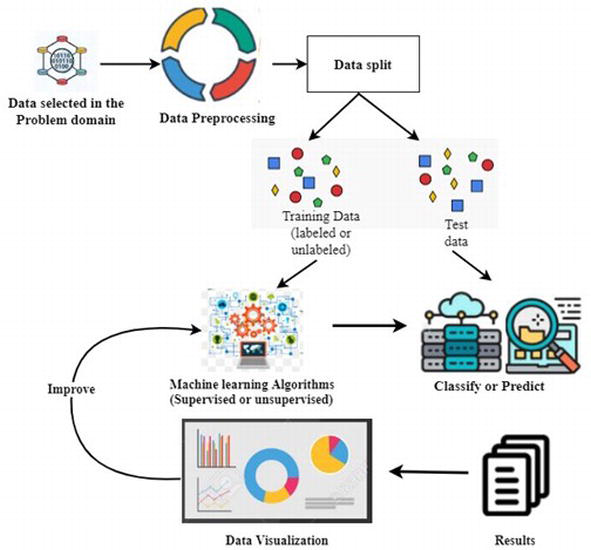 10110
010110
0100
Data selected in the
Problem domain
Data Preprocessing
Data split
Training Data
(labeled or
unlabeled)
Test
data
Machine learning Algorithms
(Supervised or unsupervised)
Classify or Predict
Improve
Data Visualization
Results